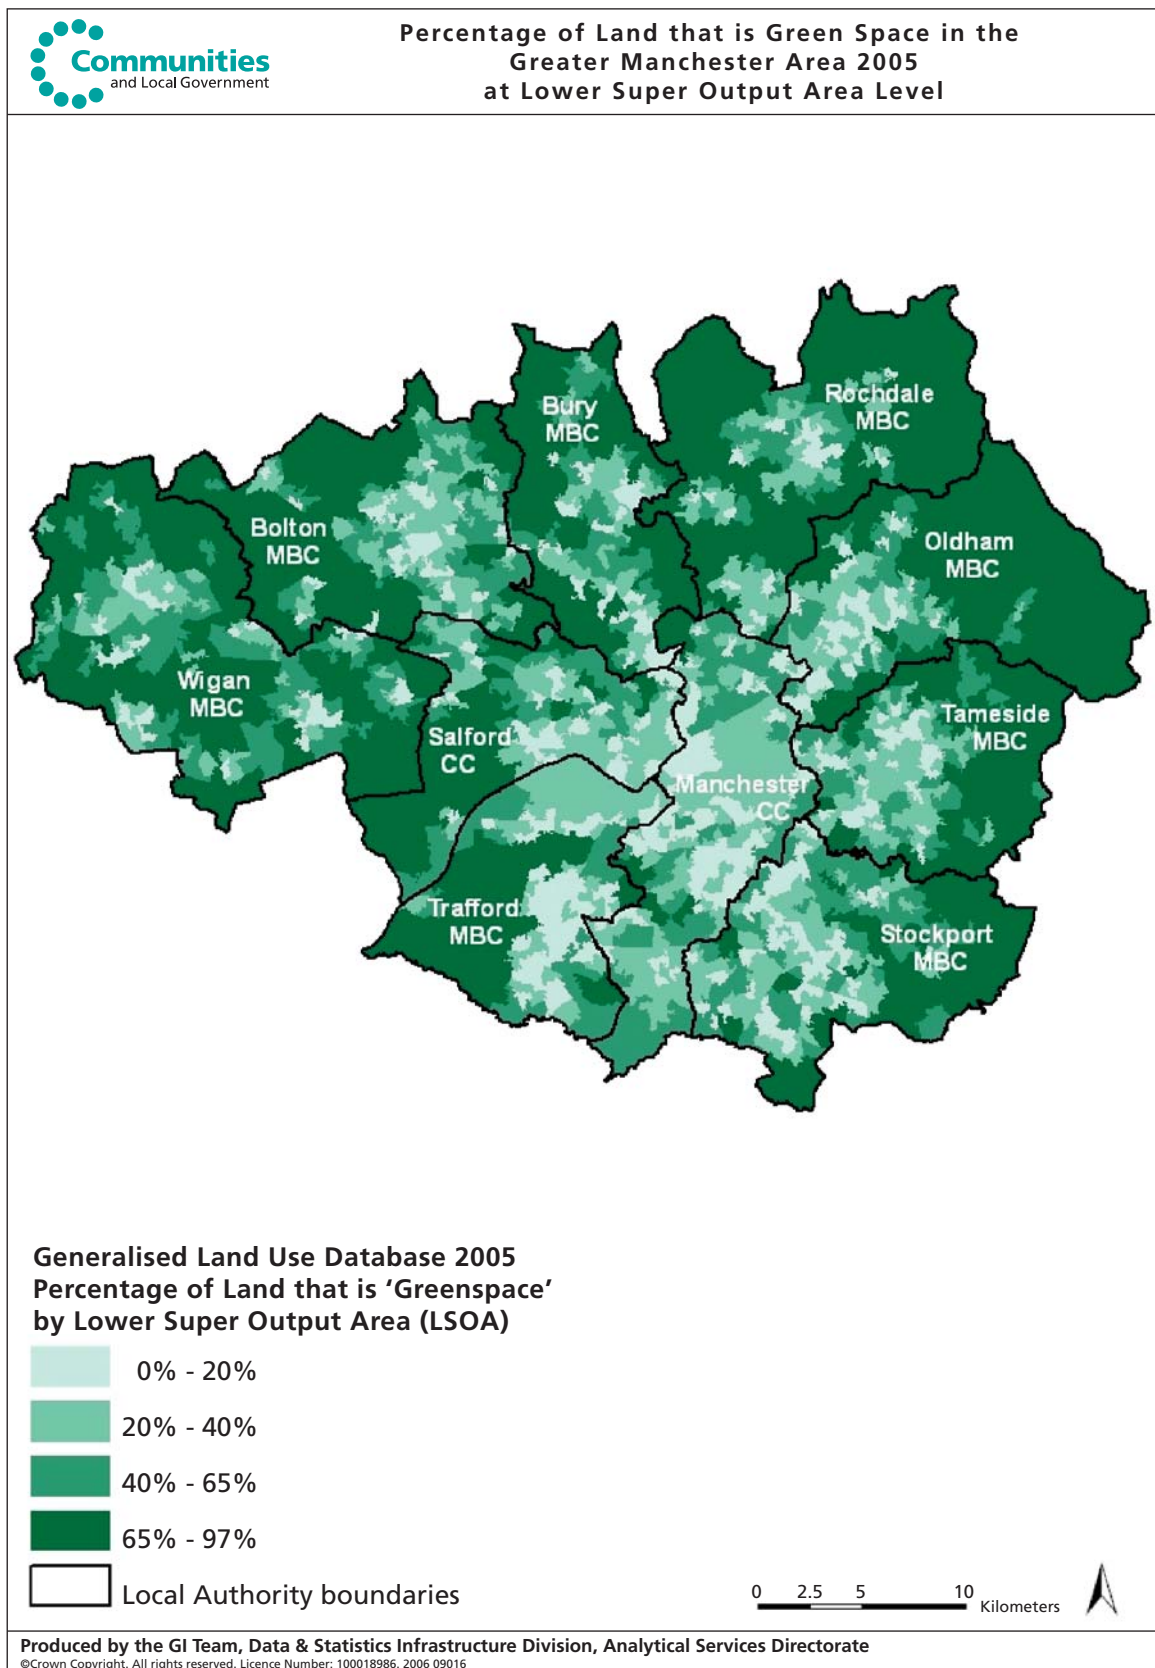 Communities
and Local Government
Percentage of Land that is Green Space in the
Greater Manchester Area 2005
at Lower Super Output Area Level
Rochdale
MBC
Bury
MBC
Bolton
MBC
Oldham
MBC
Wigan
MBC
Salford
CC
Tameside
MBC
Manchester
CC
Trafford
MBC
Stockport
MBC
Generalised Land Use Database 2005
Percentage of Land that is ‘Greenspace’
by Lower Super Output Area (LSOA)
0% - 20%
20% - 40%
40% - 65%
65% - 97%
Local Authority boundaries
0 2.5 5 10
Kilometers
Produced by the GI Team, Data & Statistics Infrastructure Division, Analytical Services Directorate
©Crown Copyright. All rights reserved. Licence Number: 100018986. 2006 09016